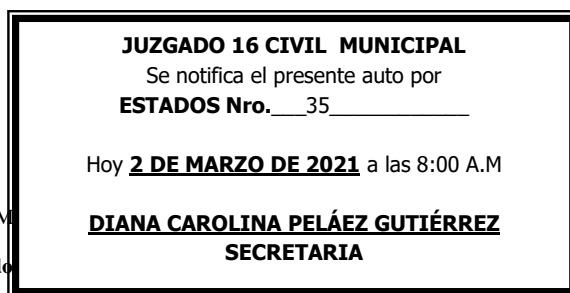 JUZGADO 16 CIVIL MUNICIPAL
Se notifica el presente auto por
ESTADOS Nro.___35_____________
Hoy 2 DE MARZO DE 2021 a las 8:00 A.M
DIANA CAROLINA PELÁEZ GUTIÉRREZ
SECRETARIA